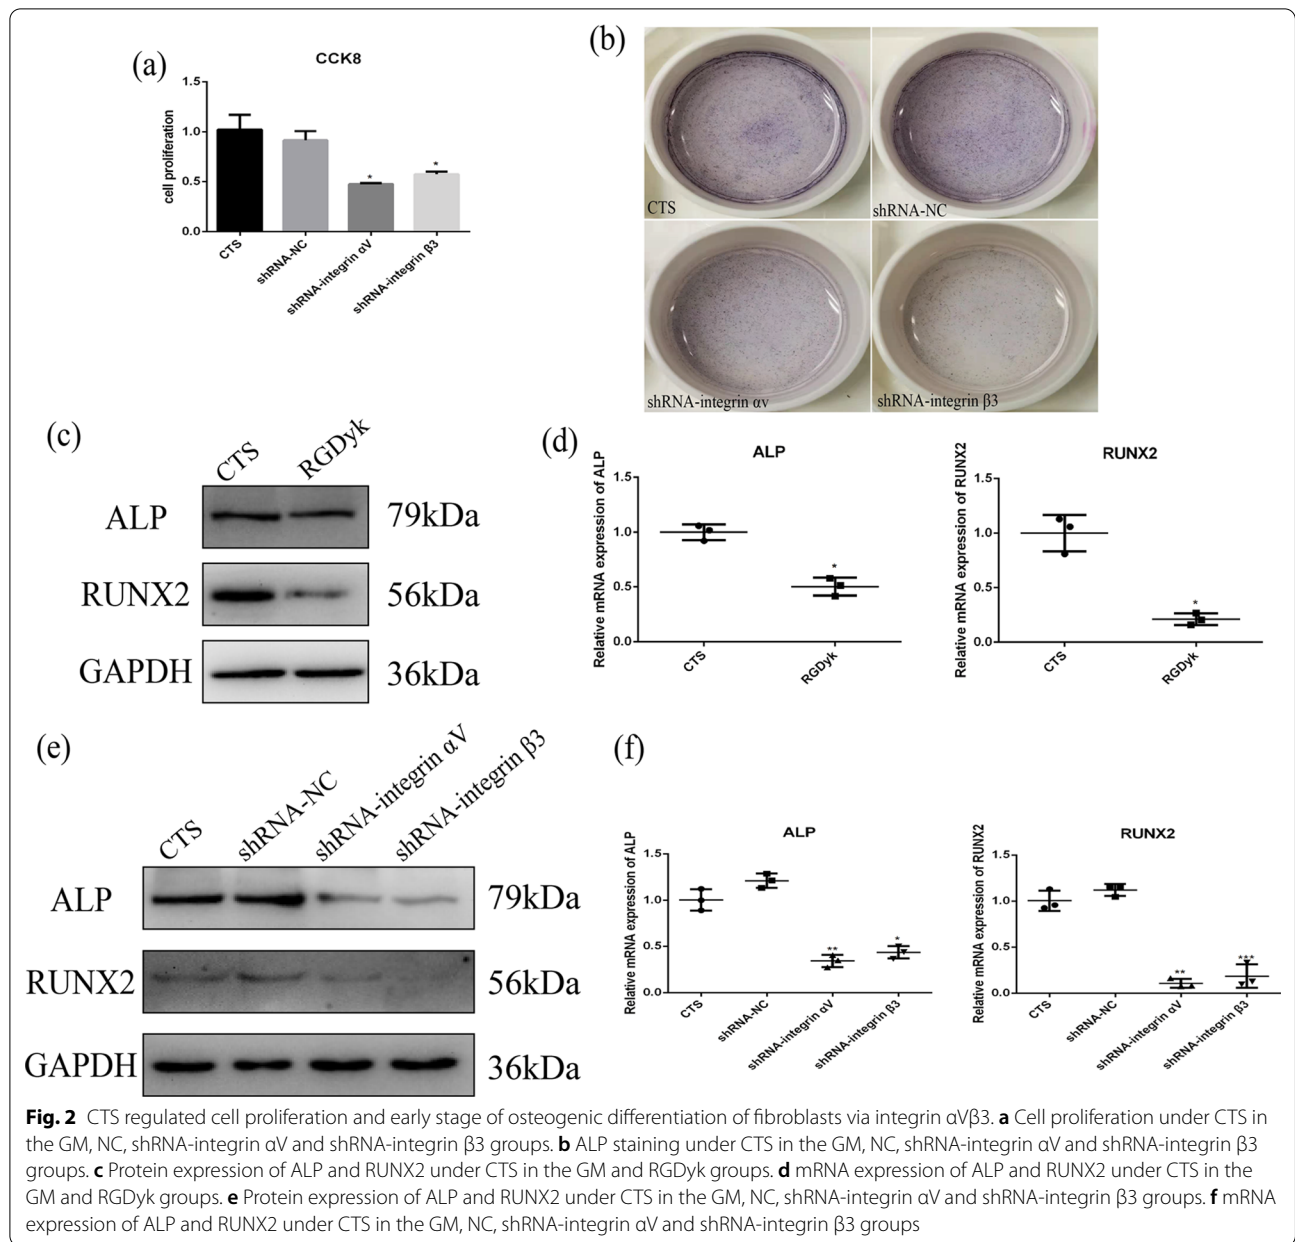 (a)
CCK8
cell proliferation
1.5
1.0
0.5
0.0
*
*
CTS
shRNA-NC
shRNA-integrin αV
shRNA-integrin β3
(b)
CTS
shRNA-NC
shRNA-integrin αv
shRNA-integrin β3
(c)
CTS
RGDyk
ALP
79kDa
RUNX2
56kDa
GAPDH
36kDa
(d)
ALP
Relative mRNA expression of ALP
1.5
1.0
0.5
0.0
*
CTS
RGDyk
RUNX2
Relative mRNA expression of RUNX2
1.5
1.0
0.5
0.0
*
CTS
RGDyk
(e)
CTS
shRNA-NC
shRNA-integrin αV
shRNA-integrin β3
ALP
79kDa
RUNX2
56kDa
GAPDH
36kDa
(f)
ALP
Relative mRNA expression of ALP
1.5
1.0
0.5
0.0
**
*
CTS
shRNA-NC
shRNA-integrin αV
shRNA-integrin β3
RUNX2
Relative mRNA expression of RUNX2
1.5
1.0
0.5
0.0
**
***
CTS
shRNA-NC
shRNA-integrin αV
shRNA-integrin β3
Fig. 2 CTS regulated cell proliferation and early stage of osteogenic differentiation of fibroblasts via integrin αVβ3. a Cell proliferation under CTS in
the GM, NC, shRNA-integrin αV and shRNA-integrin β3 groups. b ALP staining under CTS in the GM, NC, shRNA-integrin αV and shRNA-integrin β3
groups. c Protein expression of ALP and RUNX2 under CTS in the GM and RGDyk groups. d mRNA expression of ALP and RUNX2 under CTS in the
GM and RGDyk groups. e Protein expression of ALP and RUNX2 under CTS in the GM, NC, shRNA-integrin αV and shRNA-integrin β3 groups. f mRNA
expression of ALP and RUNX2 under CTS in the GM, NC, shRNA-integrin αV and shRNA-integrin β3 groups